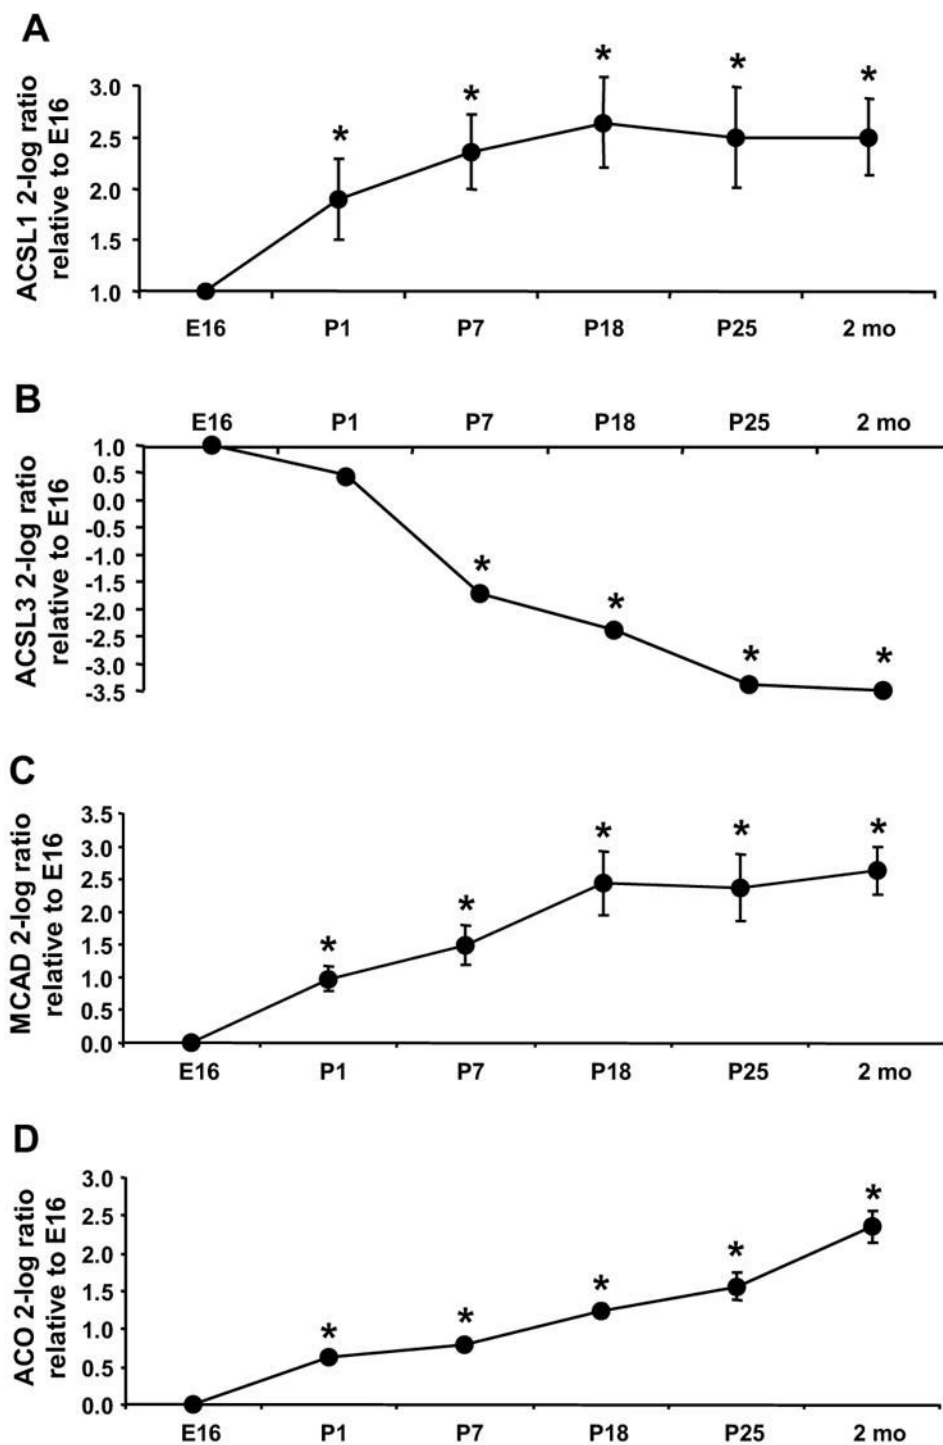 A
ACSL1 2-log ratio
relative to E16
3.0
2.5
2.0
1.5
1.0
* * * * *
E16 P1 P7 P18 P25 2 mo
B
ACSL3 2-log ratio
relative to E16
E16 P1 P7 P18 P25 2 mo
1.0
0.5
0.0
-0.5
-1.0
-1.5
-2.0
-2.5
-3.0
-3.5
* * * *
C
MCAD 2-log ratio
relative to E16
3.5
3.0
2.5
2.0
1.5
1.0
0.5
0.0
* * * * *
E16 P1 P7 P18 P25 2 mo
D
ACO 2-log ratio
relative to E16
3.0
2.5
2.0
1.5
1.0
0.5
0.0
* * * * *
E16 P1 P7 P18 P25 2 mo